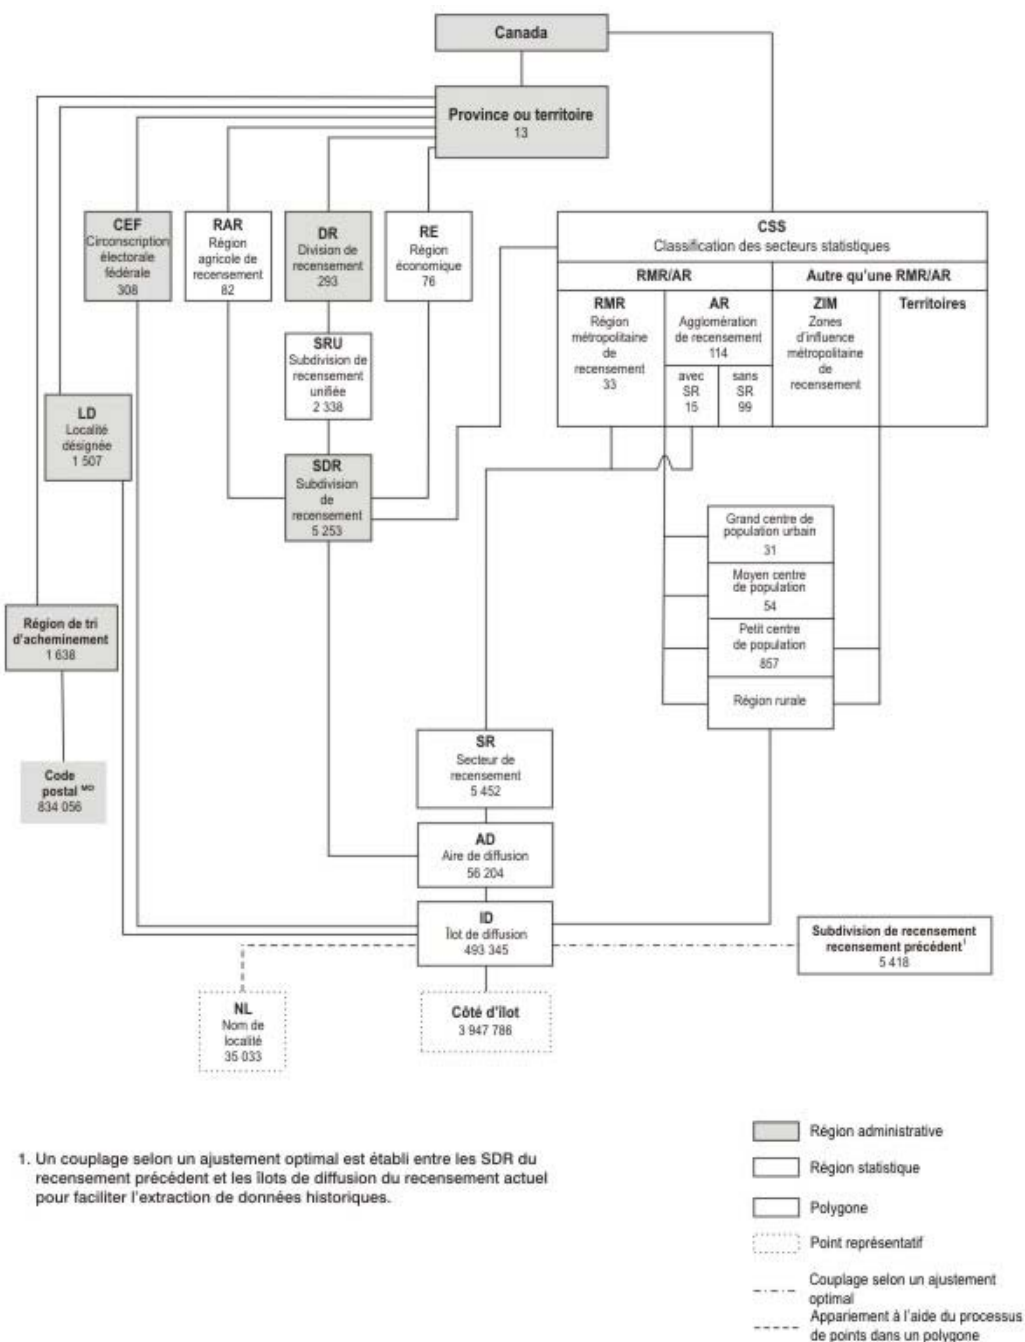 Canada
Province ou territoire
13
CEF
Circonscription
électorale
fédérale
308
RAR
Région
agricole de
recensement
82
DR
Division de
recensement
293
RE
Région
économique
76
CSS
Classification des secteurs statistiques
RMR/AR
Autre qu'une RMR/AR
RMR
Région
métropolitaine
de
recensement
33
AR
Agglomération
de recensement
114
avec
SR
15
sans
SR
99
ZIM
Zones
d'influence
métropolitaine
de
recensement
Territoires
SRU
Subdivision de
recensement
unifiée
2 338
LD
Localité
désignée
1 507
SDR
Subdivision
de
recensement
5 253
Grand centre de
population urbain
31
Moyen centre
de population
54
Petit centre
de population
857
Région rurale
Région de tri
d'acheminement
1 638
Code
postal MD
834 056
SR
Secteur de
recensement
5 452
AD
Aire de diffusion
56 204
ID
Îlot de diffusion
493 345
Subdivision de recensement
recensement précédent1
5 418
NL
Nom de
localité
35 033
Côté d'îlot
3 947 786
1. Un couplage selon un ajustement optimal est établi entre les SDR du
recensement précédent et les îlots de diffusion du recensement actuel
pour faciliter l'extraction de données historiques.
Région administrative
Région statistique
Polygone
Point représentatif
Couplage selon un ajustement
optimal
Appariement à l'aide du processus
de points dans un polygone